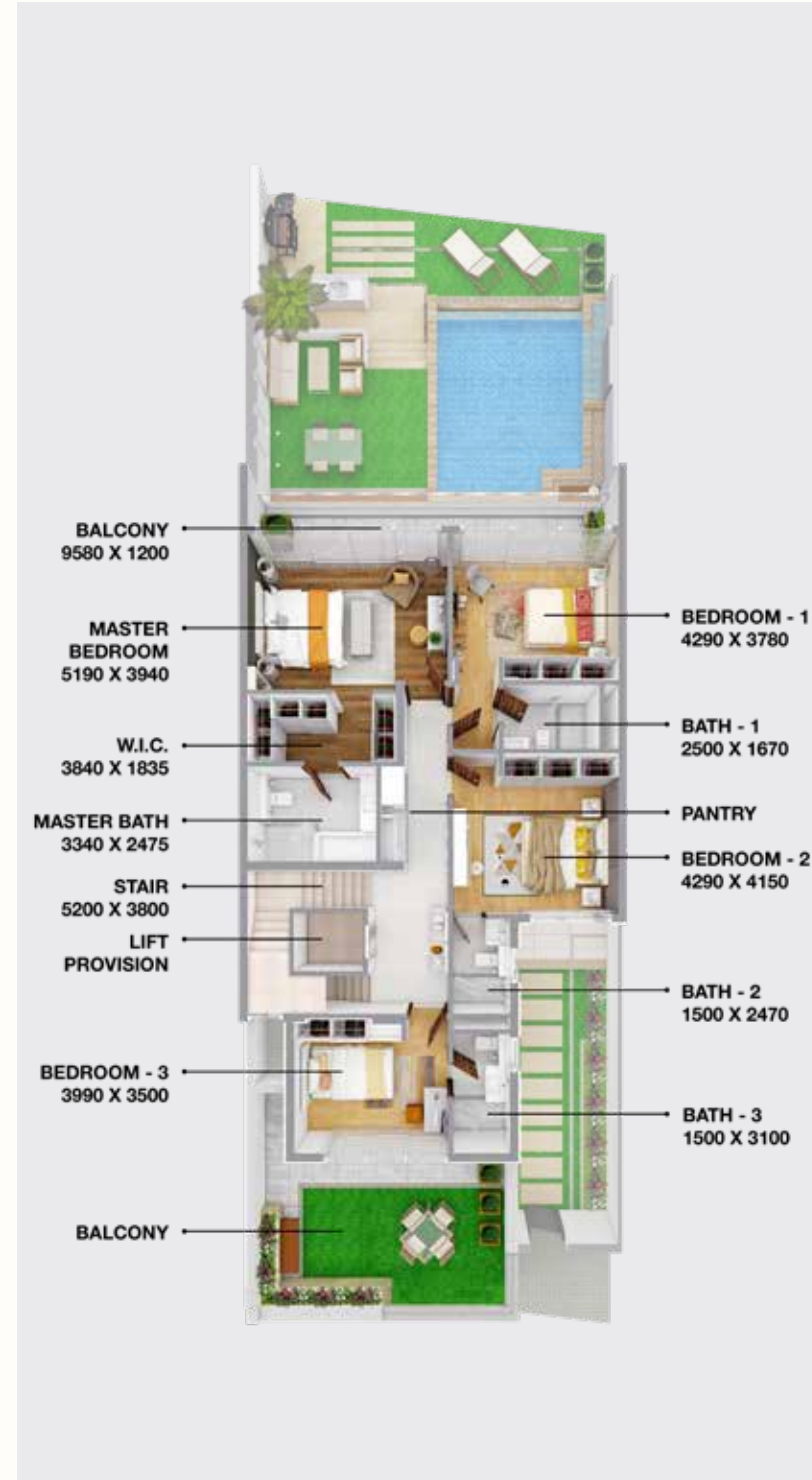 BALCONY
9580 X 1200
MASTER
BEDROOM
5190 X 3940
W.I.C.
3840 X 1835
MASTER BATH
3340 X 2475
STAIR
5200 X 3800
LIFT
PROVISION
BEDROOM - 3
3990 X 3500
BALCONY
BEDROOM - 1
4290 X 3780
BATH - 1
2500 X 1670
PANTRY
BEDROOM - 2
4290 X 4150
BATH - 2
1500 X 2470
BATH - 3
1500 X 3100